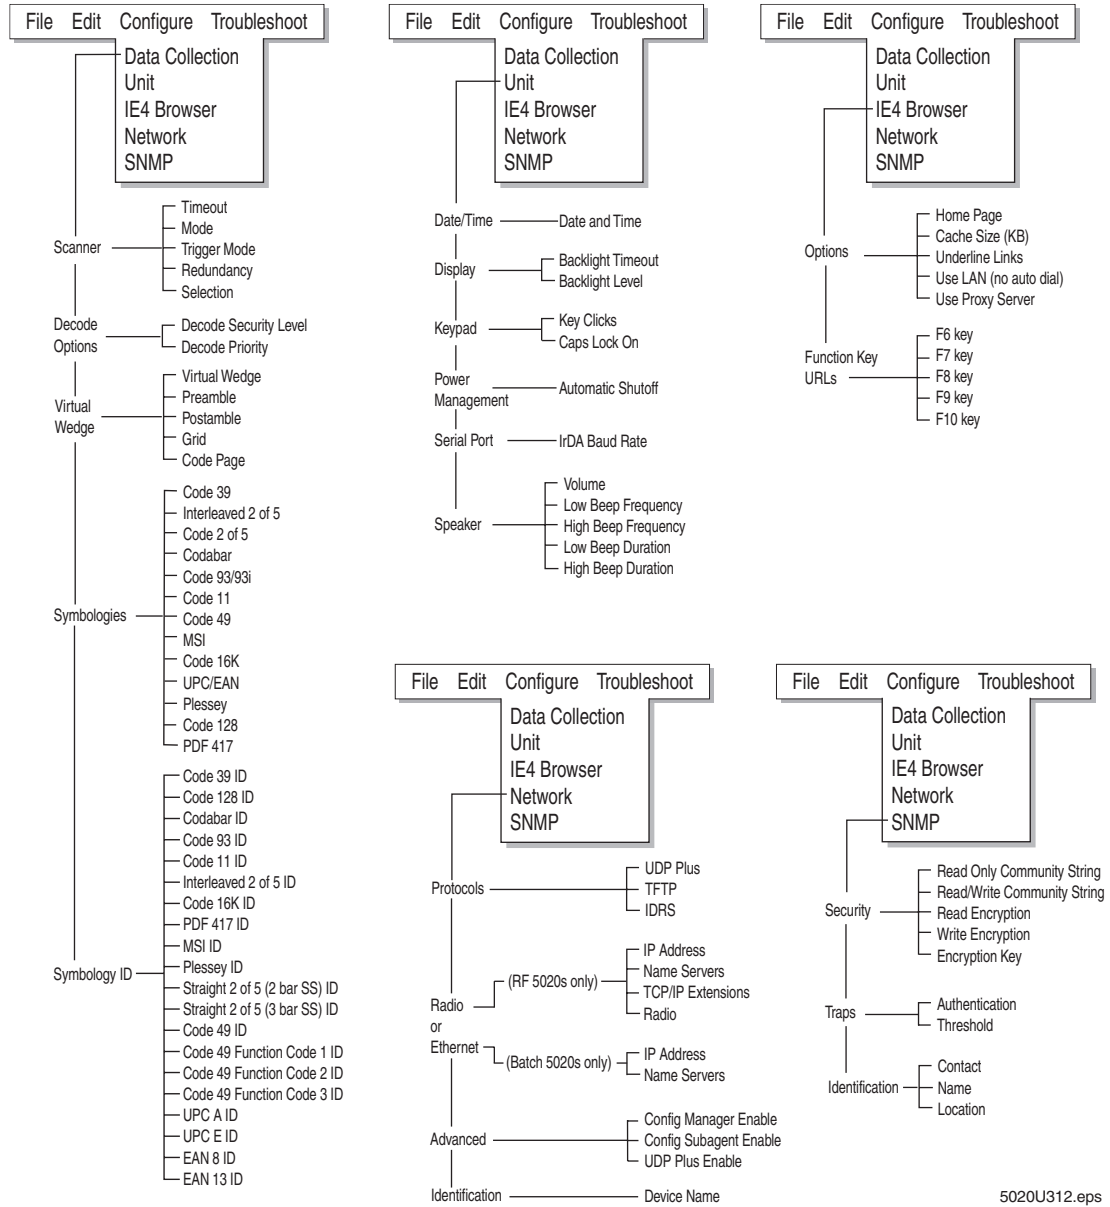 File Edit Configure Troubleshoot
Data Collection
Unit
IE4 Browser
Network
SNMP
Scanner
Timeout
Mode
Trigger Mode
Redundancy
Selection
Decode
Options
Decode Security Level
Decode Priority
Virtual
Wedge
Virtual Wedge
Preamble
Postamble
Grid
Code Page
Symbologies
Code 39
Interleaved 2 of 5
Code 2 of 5
Codabar
Code 93/93i
Code 11
Code 49
MSI
Code 16K
UPC/EAN
Plessey
Code 128
PDF 417
Symbology ID
Code 39 ID
Code 128 ID
Codabar ID
Code 93 ID
Code 11 ID
Interleaved 2 of 5 ID
Code 16K ID
PDF 417 ID
MSI ID
Plessey ID
Straight 2 of 5 (2 bar SS) ID
Straight 2 of 5 (3 bar SS) ID
Code 49 ID
Code 49 Function Code 1 ID
Code 49 Function Code 2 ID
Code 49 Function Code 3 ID
UPC A ID
UPC E ID
EAN 8 ID
EAN 13 ID
File Edit Configure Troubleshoot
Data Collection
Unit
IE4 Browser
Network
SNMP
Date/Time
Date and Time
Display
Backlight Timeout
Backlight Level
Keypad
Key Clicks
Caps Lock On
Power
Management
Automatic Shutoff
Serial Port
IrDA Baud Rate
Speaker
Volume
Low Beep Frequency
High Beep Frequency
Low Beep Duration
High Beep Duration
File Edit Configure Troubleshoot
Data Collection
Unit
IE4 Browser
Network
SNMP
Options
Home Page
Cache Size (KB)
Underline Links
Use LAN (no auto dial)
Use Proxy Server
Function Key
URLs
F6 key
F7 key
F8 key
F9 key
F10 key
File Edit Configure Troubleshoot
Data Collection
Unit
IE4 Browser
Network
SNMP
Protocols
UDP Plus
TFTP
IDRS
Radio
or
Ethernet
(RF 5020s only)
IP Address
Name Servers
TCP/IP Extensions
Radio
(Batch 5020s only)
IP Address
Name Servers
Advanced
Config Manager Enable
Config Subagent Enable
UDP Plus Enable
Identification
Device Name
File Edit Configure Troubleshoot
Data Collection
Unit
IE4 Browser
Network
SNMP
Security
Read Only Community String
Read/Write Community String
Read Encryption
Write Encryption
Encryption Key
Traps
Authentication
Threshold
Identification
Contact
Name
Location
5020U312.eps